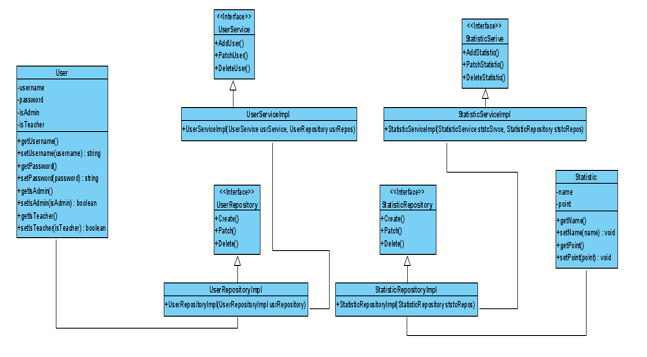 <<Interface>>
UserService
+AddUser()
+PatchUser()
+DeleteUser()
<<Interface>>
StatisticSerive
+AddStatistic()
+PatchStatistic()
+DeleteStatistic()
User
-username
-password
-isAdmin
-isTeacher
+getUsername()
+setUsername(username) : string
+getPassword()
+setPassword(password) : string
+getIsAdmin()
+setIsAdmin(isAdmin) : boolean
+getIsTeacher()
+setIsTeacher(isTeacher) : boolean
UserServiceImpl
+UserServiceImpl(UserService usrService, UserRepository usrRepos)
StatisticServiceImpl
+StatisticServiceImpl(StatisticService ststcSrvce, StatisticRepository ststcRepos)
<<Interface>>
UserRepository
+Create()
+Patch()
+Delete()
<<Interface>>
StatisticRepository
+Create()
+Patch()
+Delete()
Statistic
-name
-point
+getName()
+setName(name) : void
+getPoint()
+setPoint(point) : void
UserRepositoryImpl
+UserRepositoryImpl(UserRepositoryImpl usrRepository)
StatisticRepositoryImpl
+StatisticRepositoryImpl(StatisticRepository ststcRepos)